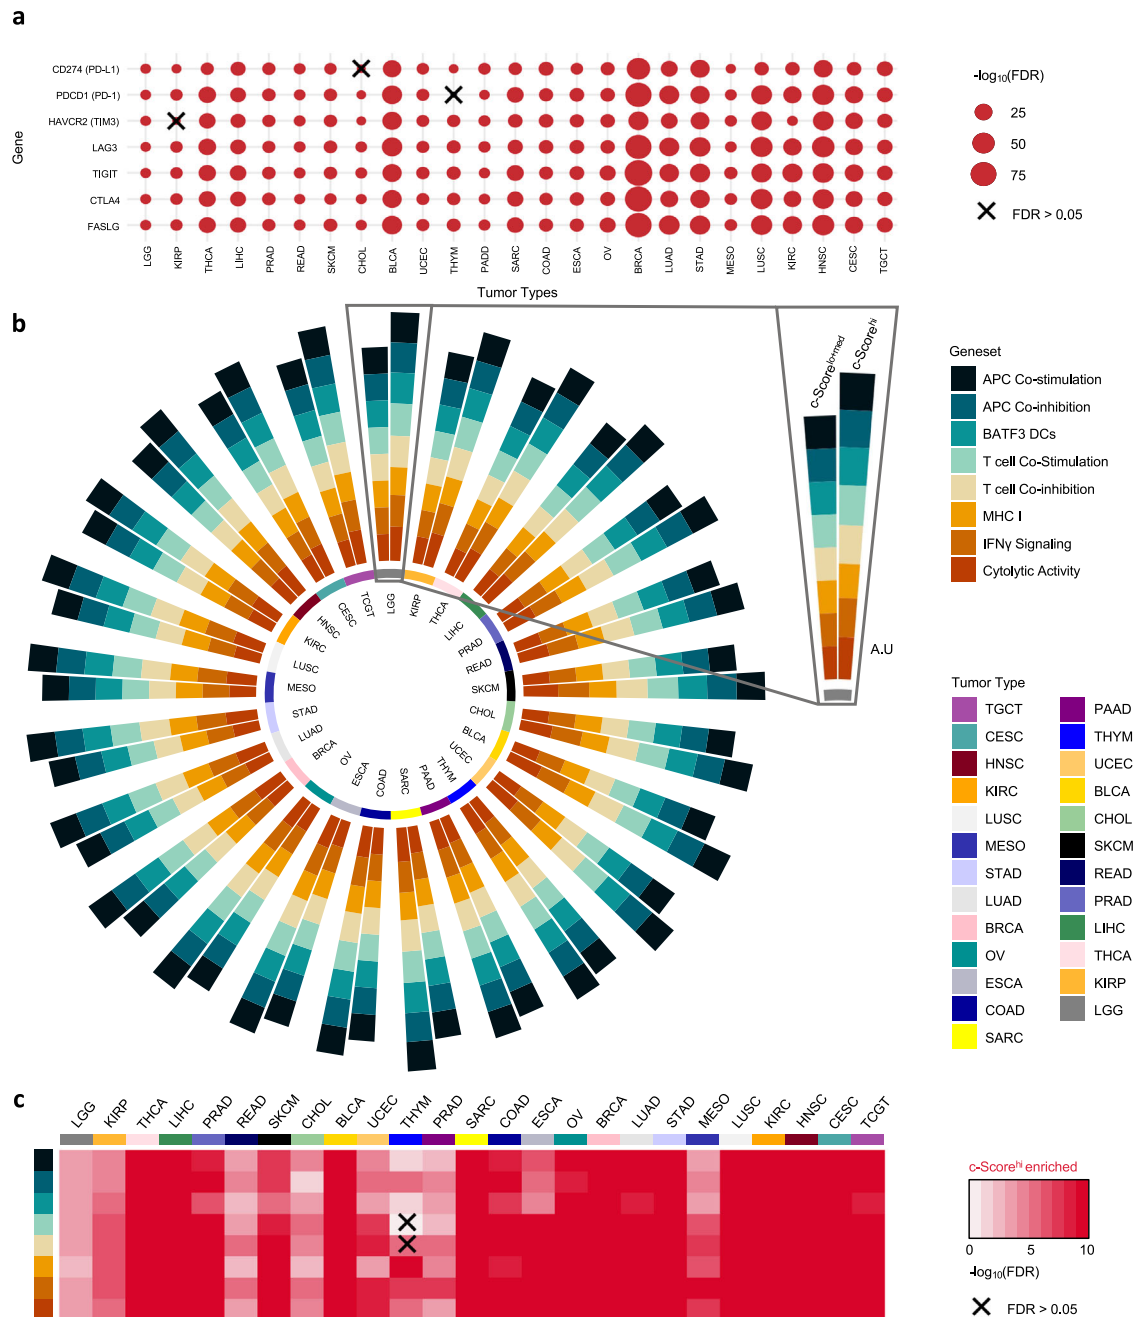 a
CD274 (PD-L1)
PDCD1 (PD-1)
HAVCR2 (TIM3)
LAG3
TIGIT
CTLA4
FASLG
Gene
LGG
KIRP
THCA
LIHC
PRAD
READ
SKCM
CHOL
BLCA
UCEC
THYM
PADD
SARC
COAD
ESCA
OV
BRCA
LUAD
STAD
MESO
LUSC
KIRC
HNSC
CESC
TGCT
Tumor Types
-log10(FDR)
25
50
75
FDR > 0.05
b
LGG
KIRP
THCA
LIHC
PRAD
READ
SKCM
CHOL
BLCA
UCEC
THYM
PAAD
SARC
COAD
ESCA
OV
BRCA
LUAD
STAD
MESO
LUSC
KIRC
HNSC
CESC
TCGT
c-Scorelo+med
c-Scorehi
A.U
Geneset
APC Co-stimulation
APC Co-inhibition
BATF3 DCs
T cell Co-Stimulation
T cell Co-inhibition
MHC I
IFNγ Signaling
Cytolytic Activity
Tumor Type
TGCT
CESC
HNSC
KIRC
LUSC
MESO
STAD
LUAD
BRCA
OV
ESCA
COAD
SARC
PAAD
THYM
UCEC
BLCA
CHOL
SKCM
READ
PRAD
LIHC
THCA
KIRP
LGG
c
LGG
KIRP
THCA
LIHC
PRAD
READ
SKCM
CHOL
BLCA
UCEC
THYM
PRAD
SARC
COAD
ESCA
OV
BRCA
LUAD
STAD
MESO
LUSC
KIRC
HNSC
CESC
TCGT
c-Scorehi enriched
0 5 10
-log10(FDR)
FDR > 0.05